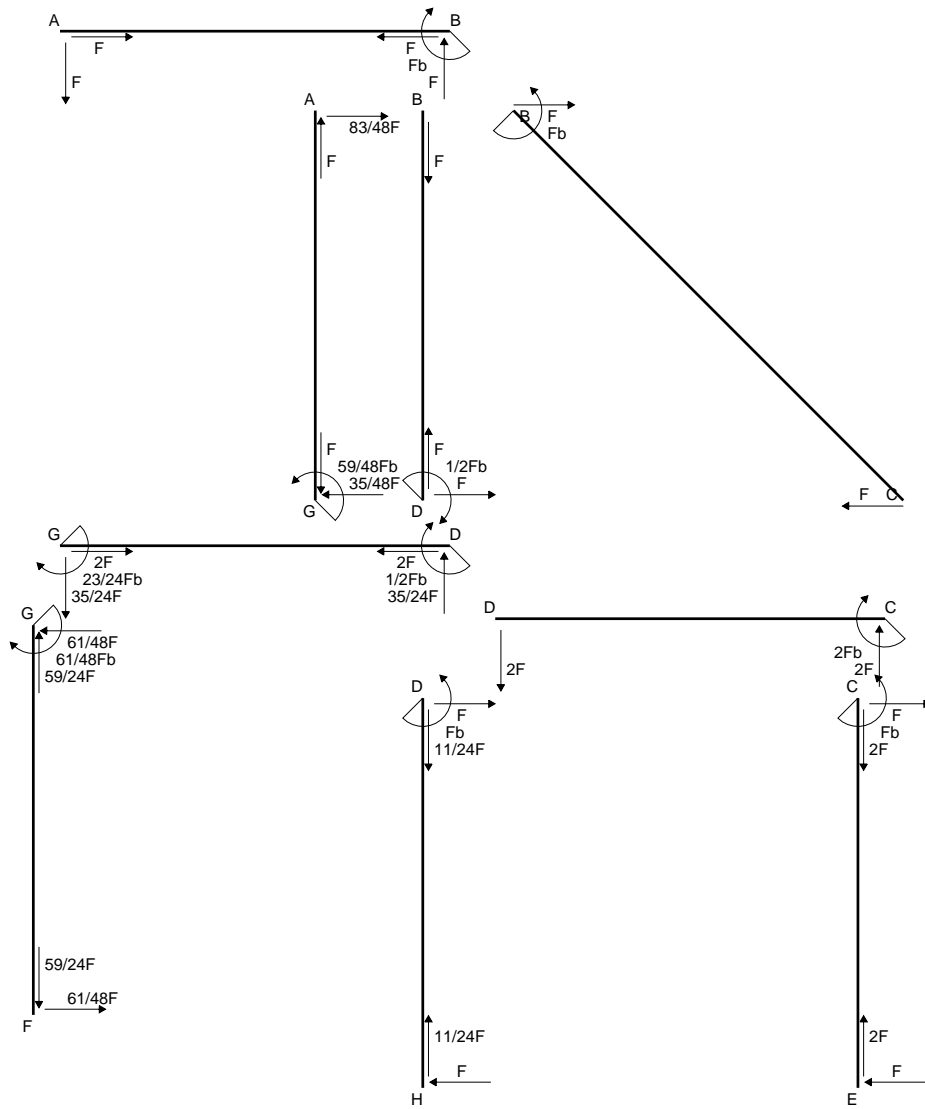 A B
F F
Fb
F F
A B
83/48F
F F
B F
Fb
F F
59/48Fb 1/2Fb
35/48F F
G D
F C
G D
2F 2F
23/24Fb 1/2Fb
35/24F 35/24F
G
61/48F
61/48Fb
59/24F
D C
2Fb
2F 2F
D C
F F
Fb Fb
11/24F 2F
59/24F
61/48F
F
11/24F 2F
F F
H E